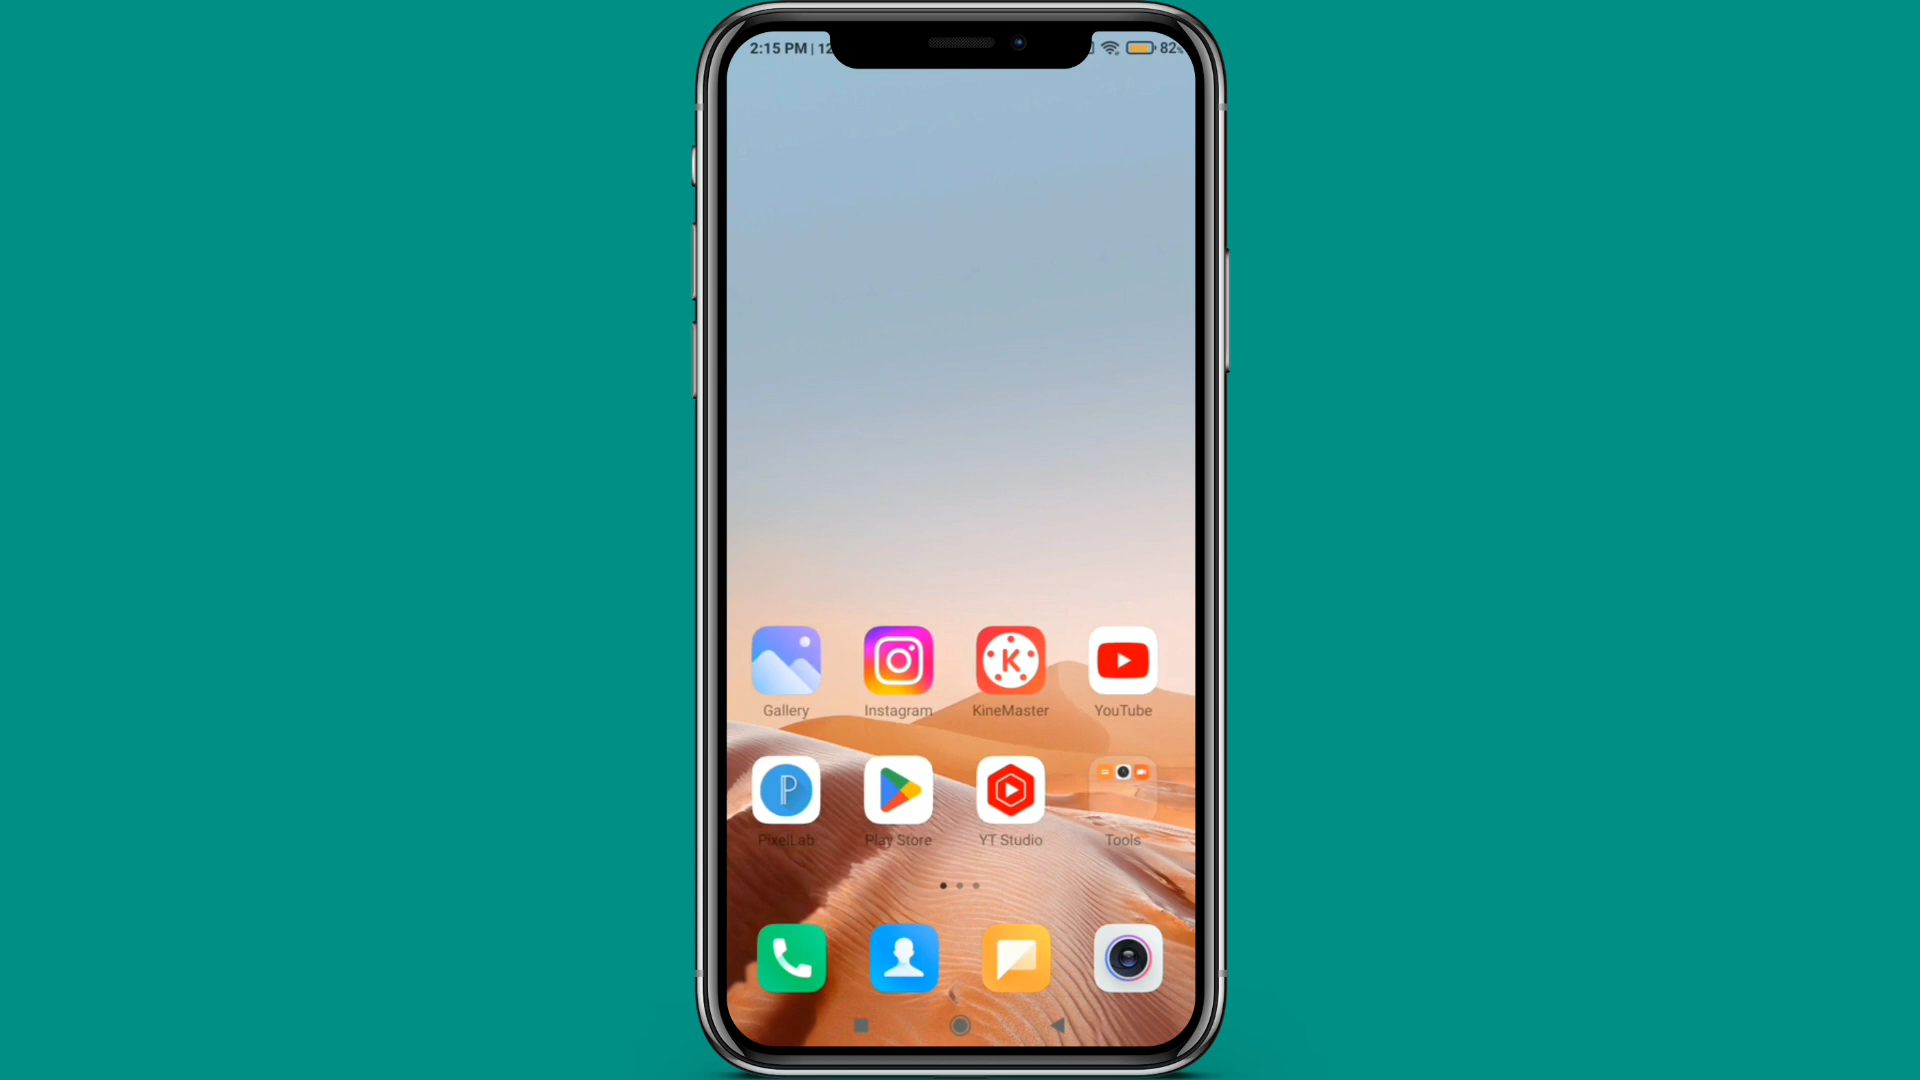 2:15 PM | 12
82
Gallery
Instagram
KineMaster
YouTube
PixelLab
Play Store
YT Studio
Tools